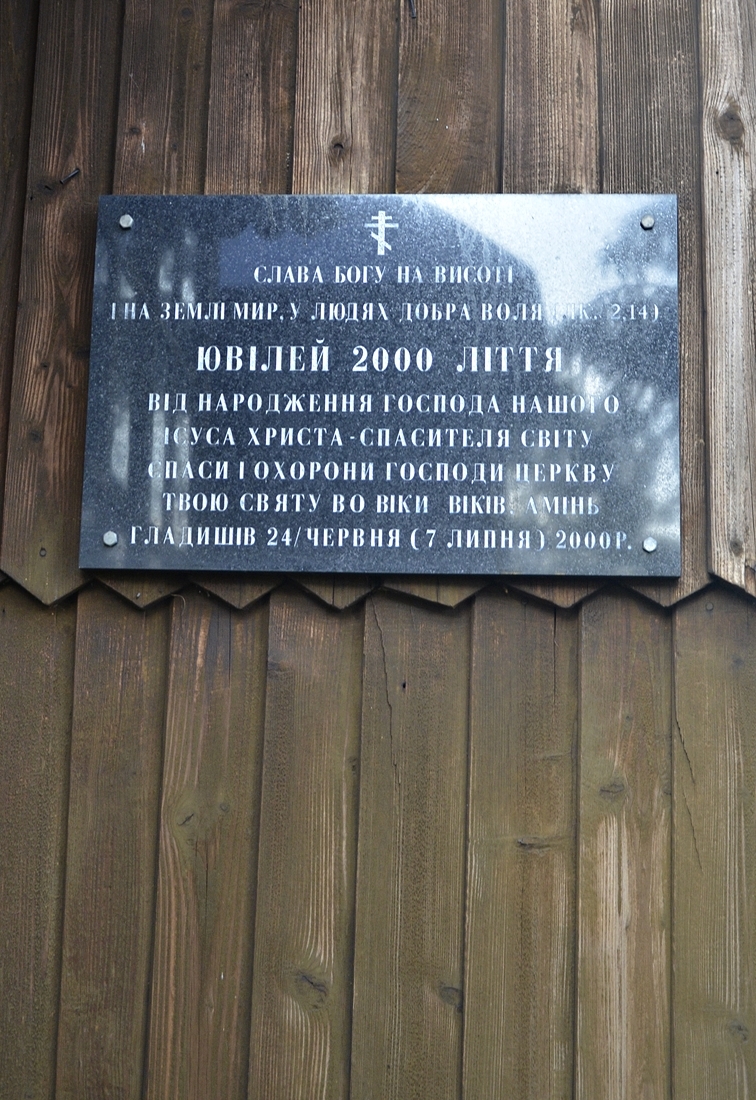 СЛАВА БОГУ НА ВИСОТІ
І НА ЗЕМЛІ МИР, У ЛЮДЯХ ДОБРА ВОЛЯ (ЛК. 2,14)
ЮВІЛЕЙ 2000 ЛІТТЯ
ВІД НАРОДЖЕННЯ ГОСПОДА НАШОГО
ІСУСА ХРИСТА-СПАСИТЕЛЯ СВІТУ
СПАСИ І ОХОРОНИ ГОСПОДИ ЦЕРКВУ
ТВОЮ СВЯТУ ВО ВІКИ ВІКІВ. АМІНЬ
ГЛАДИШІВ 24/ЧЕРВНЯ (7 ЛИПНЯ) 2000Р.